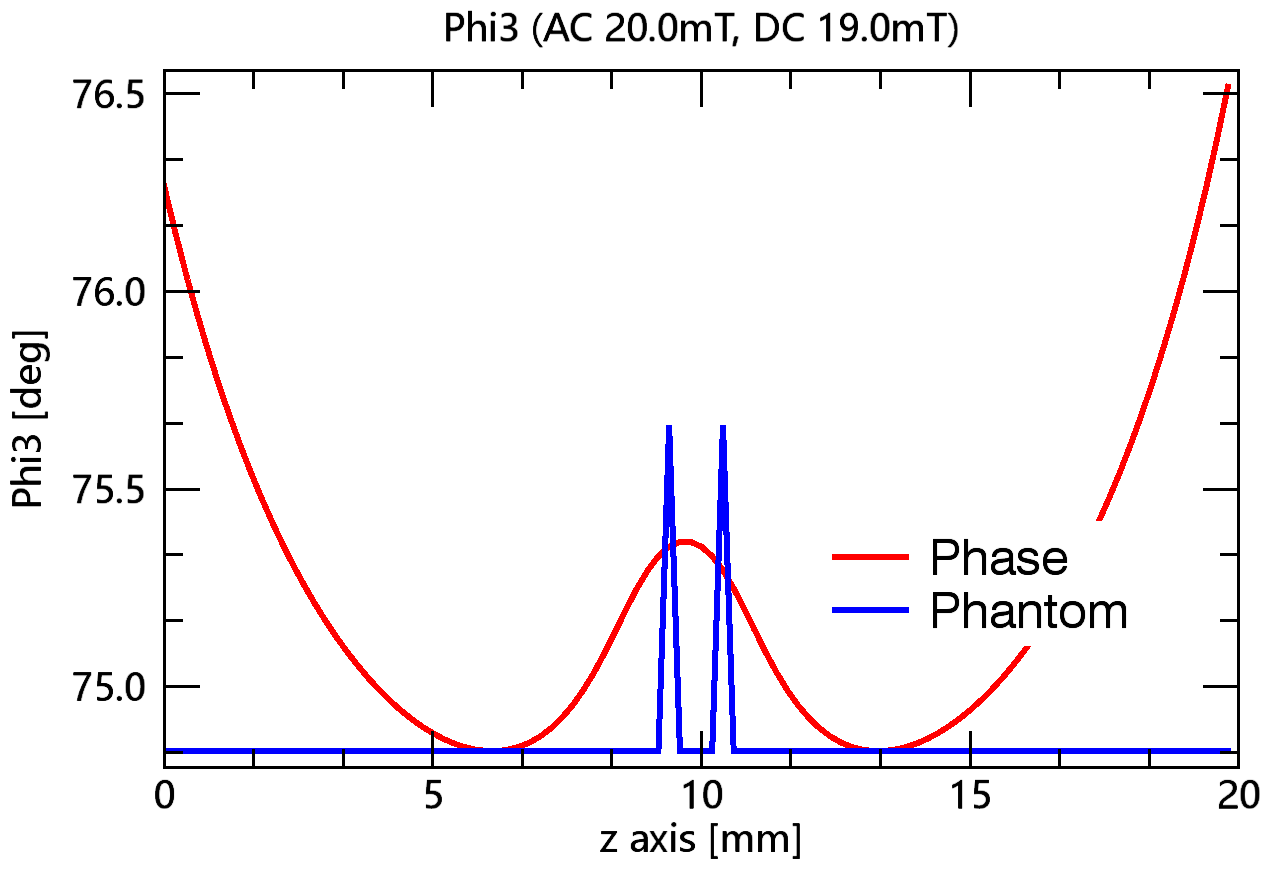 Phi3 (AC 20.0mT, DC 19.0mT)
76.5
76.0
75.5
75.0
Phi3 [deg]
Phase
Phantom
0 5 10 15 20
z axis [mm]